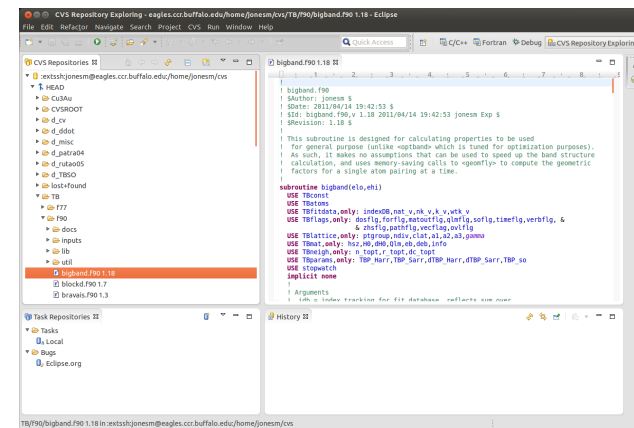 CVS Repository Exploring - eagles.ccr.buffalo.edu/home/jonesm/cvs/TB/f90/bigband.f90 1.18 - Eclipse
File Edit Refactor Navigate Search Project CVS Run Window Help
Quick Access
C/C++ Fortran Debug CVS Repository Explorin
CVS Repositories
:extssh:jonesm@eagles.ccr.buffalo.edu:/home/jonesm/cvs
HEAD
Cu3Au
CVSROOT
d_cv
d_ddot
d_misc
d_patra04
d_rutao05
d_TBSO
lost+found
TB
f77
f90
docs
inputs
lib
util
bigband.f90 1.18
blockd.f90 1.7
bravais.f90 1.3
bigband.f90 1.18
!
! bigband.f90
! $Author: jonesm $
! $Date: 2011/04/14 19:42:53 $
! $Id: bigband.f90,v 1.18 2011/04/14 19:42:53 jonesm Exp $
! $Revision: 1.18 $
!
! This subroutine is designed for calculating properties to be used
! for general purpose (unlike <optband> which is tuned for optimization purposes).
! As such, it makes no assumptions that can be used to speed up the band structure
! calculation, and uses memory-saving calls to <geomfly> to compute the geometric
! factors for a single atom pairing at a time.
!
subroutine bigband(elo,ehi)
USE TBconst
USE TBatoms
USE TBfitdata,only: indexDB,nat_v,nk_v,k_v,wtk_v
USE TBflags,only: dosflg,forflg,matoutflg,qlmflg,soflg,timeflg,verbflg, &
& zhsflg,pathflg,vecflag,ovlflg
USE TBlattice,only: ptgroup,ndiv,clat,a1,a2,a3,gamma
USE TBmat,only: hsz,H0,dH0,Qlm,eb,deb,info
USE TBneigh,only: n_topt,r_topt,dc_topt
USE TBparams,only: TBP_Harr,TBP_Sarr,dTBP_Harr,dTBP_Sarr,TBP_so
USE stopwatch
implicit none
!
! Arguments
! idb = index tracking for fit database, reflects sum over
Task Repositories
Tasks
Local
Bugs
Eclipse.org
History
TB/f90/bigband.f90 1.18 in :extssh:jonesm@eagles.ccr.buffalo.edu:/home/jonesm/cvs